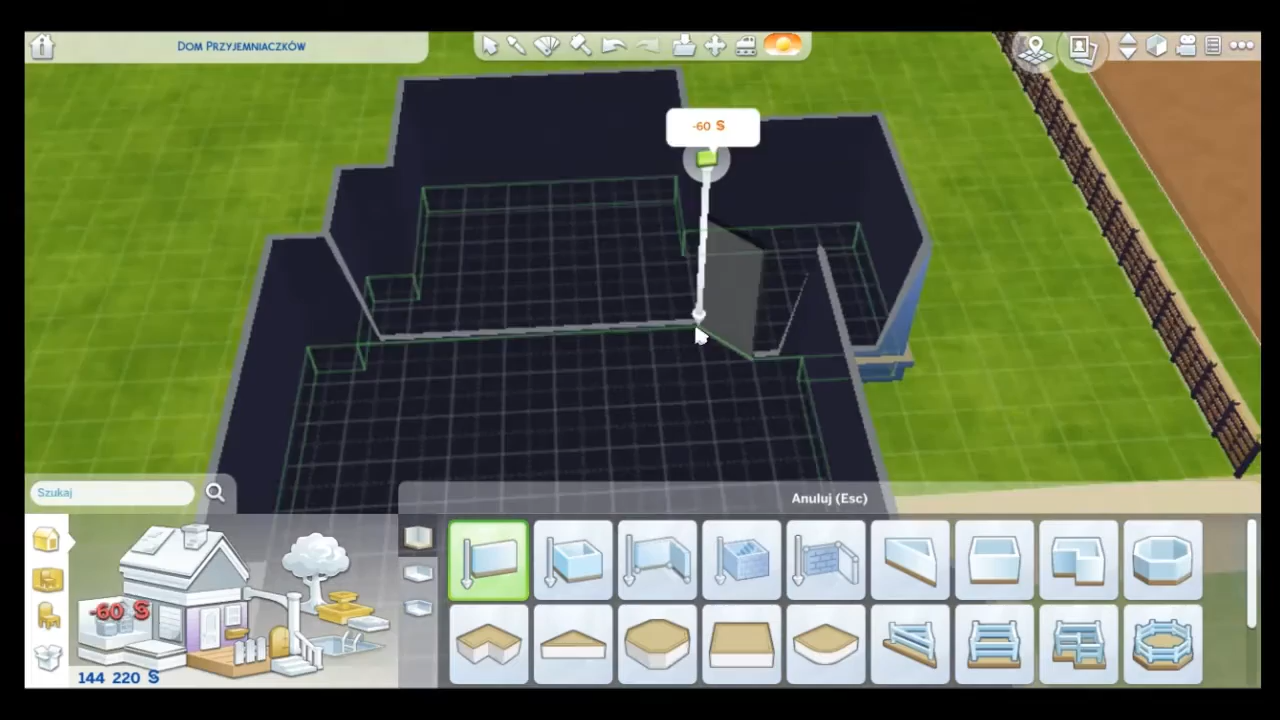 DOM PRZYJEMNIACZKÓW
-60 $
Szukaj
Anuluj (Esc)
-60 $
144 220 $